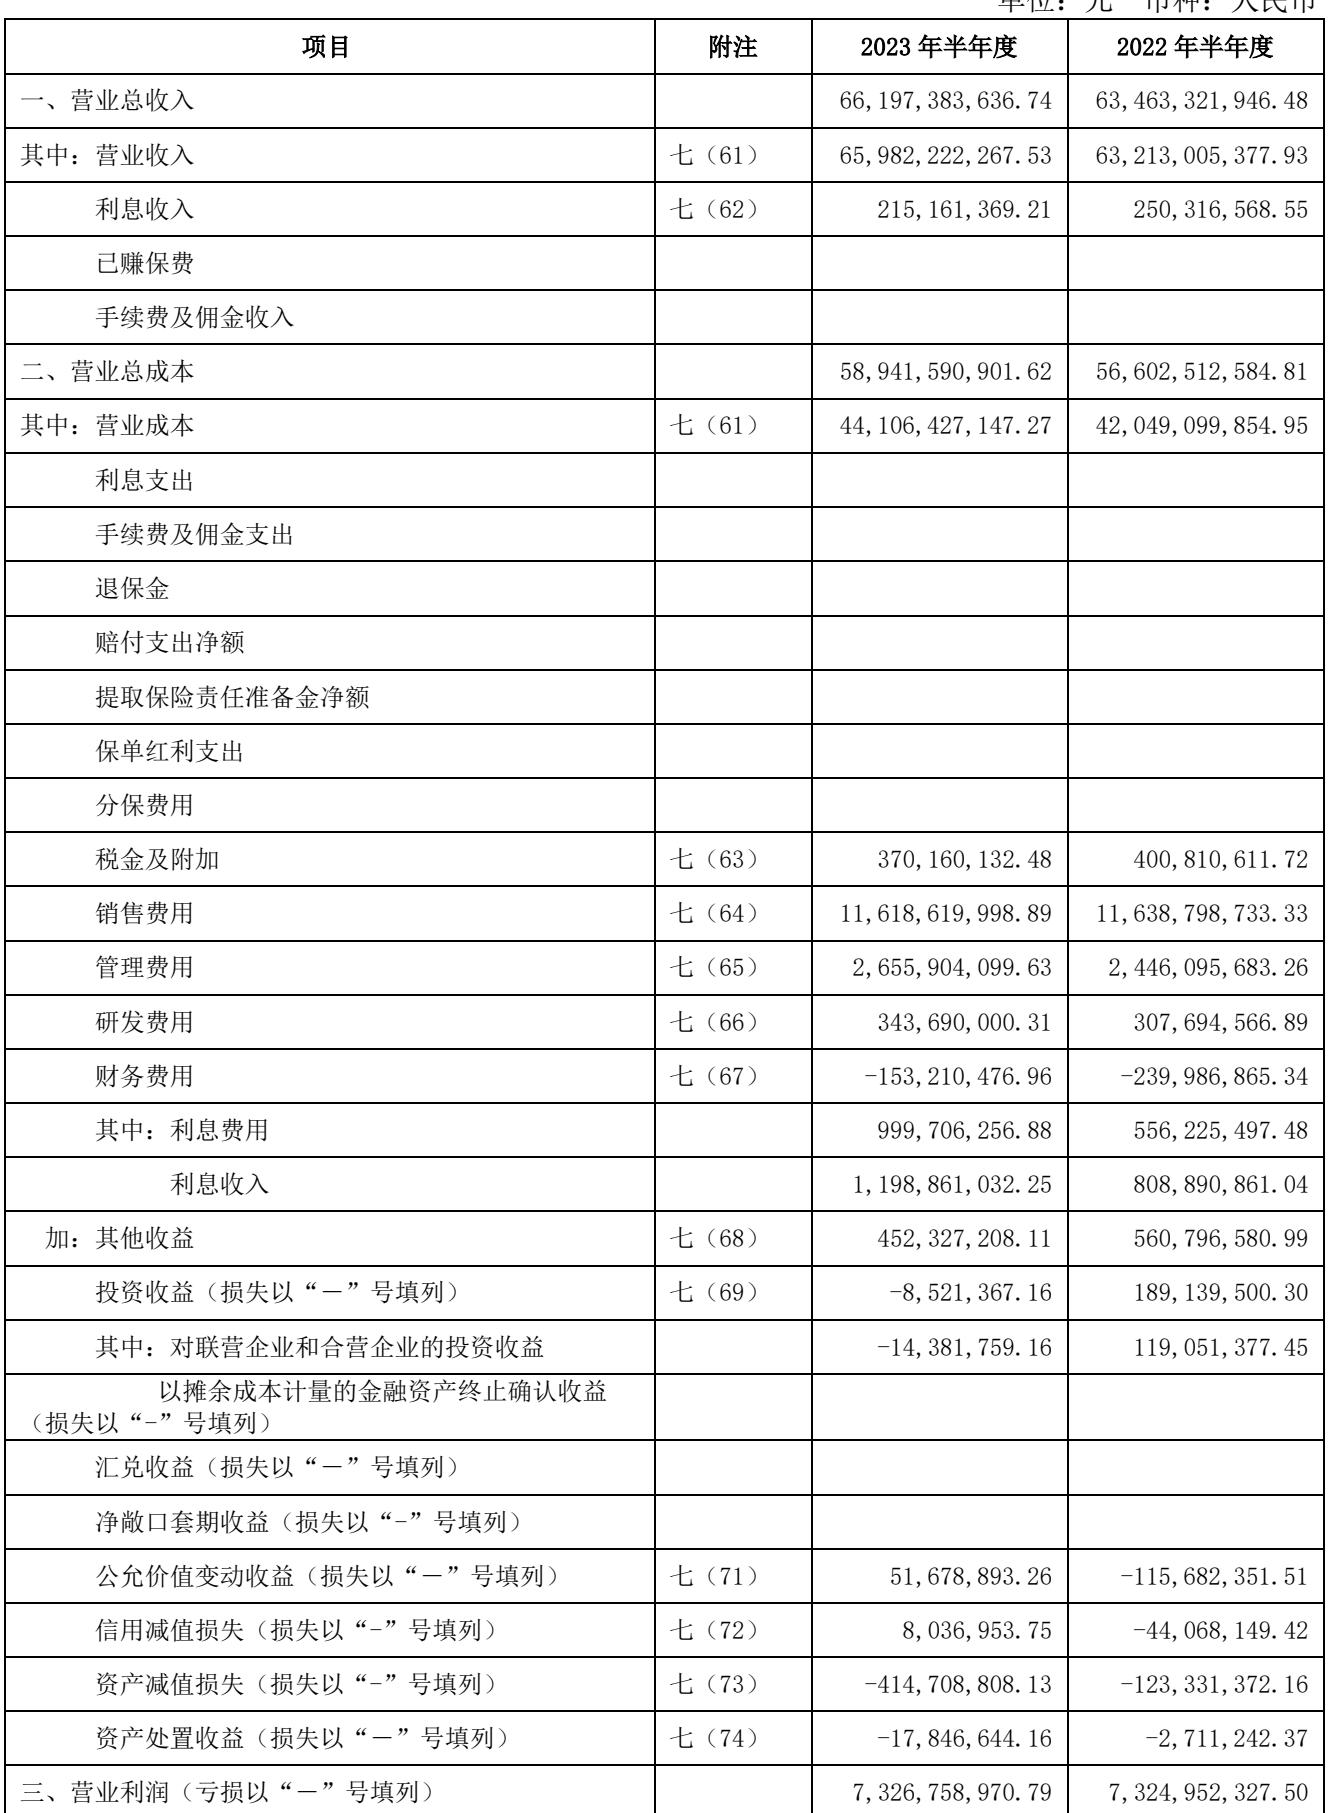 单位：元 币种：人民币
项目 附注 2023 年半年度 2022 年半年度
一、营业总收入 66,197,383,636.74 63,463,321,946.48
其中：营业收入 七（61） 65,982,222,267.53 63,213,005,377.93
利息收入 七（62） 215,161,369.21 250,316,568.55
已赚保费
手续费及佣金收入
二、营业总成本 58,941,590,901.62 56,602,512,584.81
其中：营业成本 七（61） 44,106,427,147.27 42,049,099,854.95
利息支出
手续费及佣金支出
退保金
赔付支出净额
提取保险责任准备金净额
保单红利支出
分保费用
税金及附加 七（63） 370,160,132.48 400,810,611.72
销售费用 七（64） 11,618,619,998.89 11,638,798,733.33
管理费用 七（65） 2,655,904,099.63 2,446,095,683.26
研发费用 七（66） 343,690,000.31 307,694,566.89
财务费用 七（67） -153,210,476.96 -239,986,865.34
其中：利息费用 999,706,256.88 556,225,497.48
利息收入 1,198,861,032.25 808,890,861.04
加：其他收益 七（68） 452,327,208.11 560,796,580.99
投资收益（损失以“－”号填列） 七（69） -8,521,367.16 189,139,500.30
其中：对联营企业和合营企业的投资收益 -14,381,759.16 119,051,377.45
以摊余成本计量的金融资产终止确认收益
（损失以“-”号填列）
汇兑收益（损失以“－”号填列）
净敞口套期收益（损失以“-”号填列）
公允价值变动收益（损失以“－”号填列） 七（71） 51,678,893.26 -115,682,351.51
信用减值损失（损失以“-”号填列） 七（72） 8,036,953.75 -44,068,149.42
资产减值损失（损失以“-”号填列） 七（73） -414,708,808.13 -123,331,372.16
资产处置收益（损失以“－”号填列） 七（74） -17,846,644.16 -2,711,242.37
三、营业利润（亏损以“－”号填列） 7,326,758,970.79 7,324,952,327.50